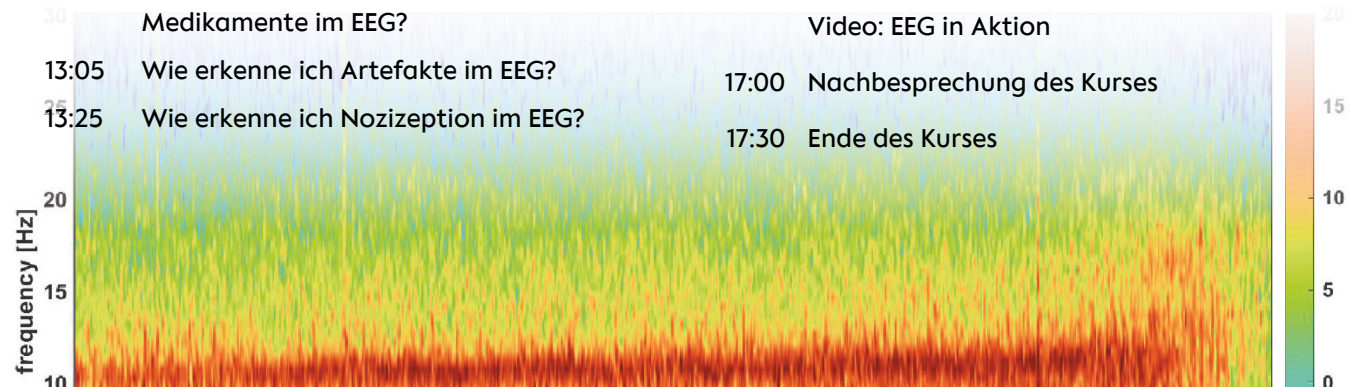 Medikamente im EEG?
13:05 Wie erkenne ich Artefakte im EEG?
13:25 Wie erkenne ich Nozizeption im EEG?
Video: EEG in Aktion
17:00 Nachbesprechung des Kurses
17:30 Ende des Kurses
frequency [Hz]
30
25
20
15
10
20
15
10
5
0